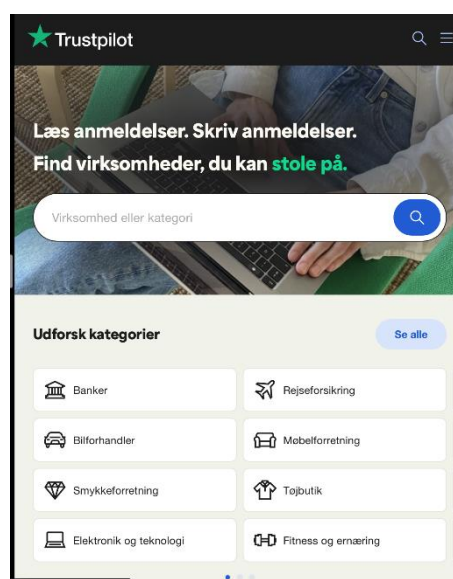 Trustpilot
Læs anmeldelser. Skriv anmeldelser.
Find virksomheder, du kan stole på.
Virksomhed eller kategori
Udforsk kategorier
Se alle
Banker
Rejseforsikring
Bilforhandler
Møbelforretning
Smykkeforretning
Tøjbutik
Elektronik og teknologi
Fitness og ernæring